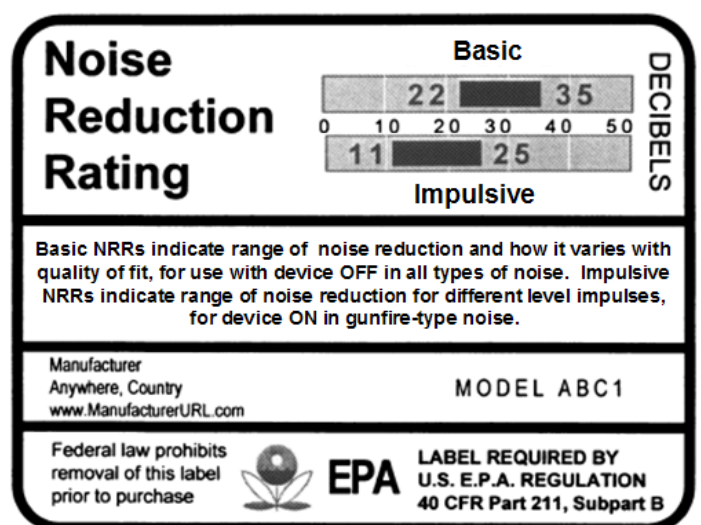 Noise
Reduction
Rating
Basic
22 35
0 10 20 30 40 50
11 25
Impulsive
DECIBELS
Basic NRRs indicate range of noise reduction and how it varies with
quality of fit, for use with device OFF in all types of noise. Impulsive
NRRs indicate range of noise reduction for different level impulses,
for device ON in gunfire-type noise.
Manufacturer
Anywhere, Country
www.ManufacturerURL.com
MODEL ABC1
Federal law prohibits
removal of this label
prior to purchase
EPA
LABEL REQUIRED BY
U.S. E.P.A. REGULATION
40 CFR Part 211, Subpart B